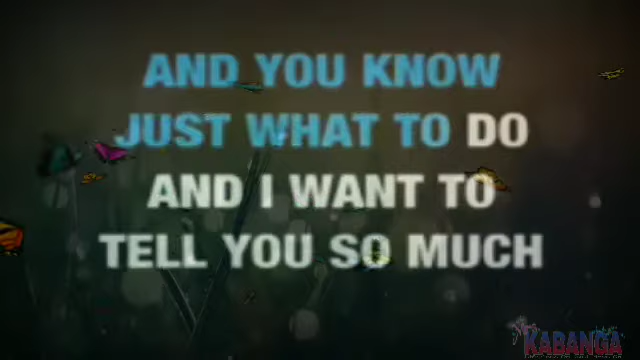 AND YOU KNOW
JUST WHAT TO DO
AND I WANT TO
TELL YOU SO MUCH
KABANGA